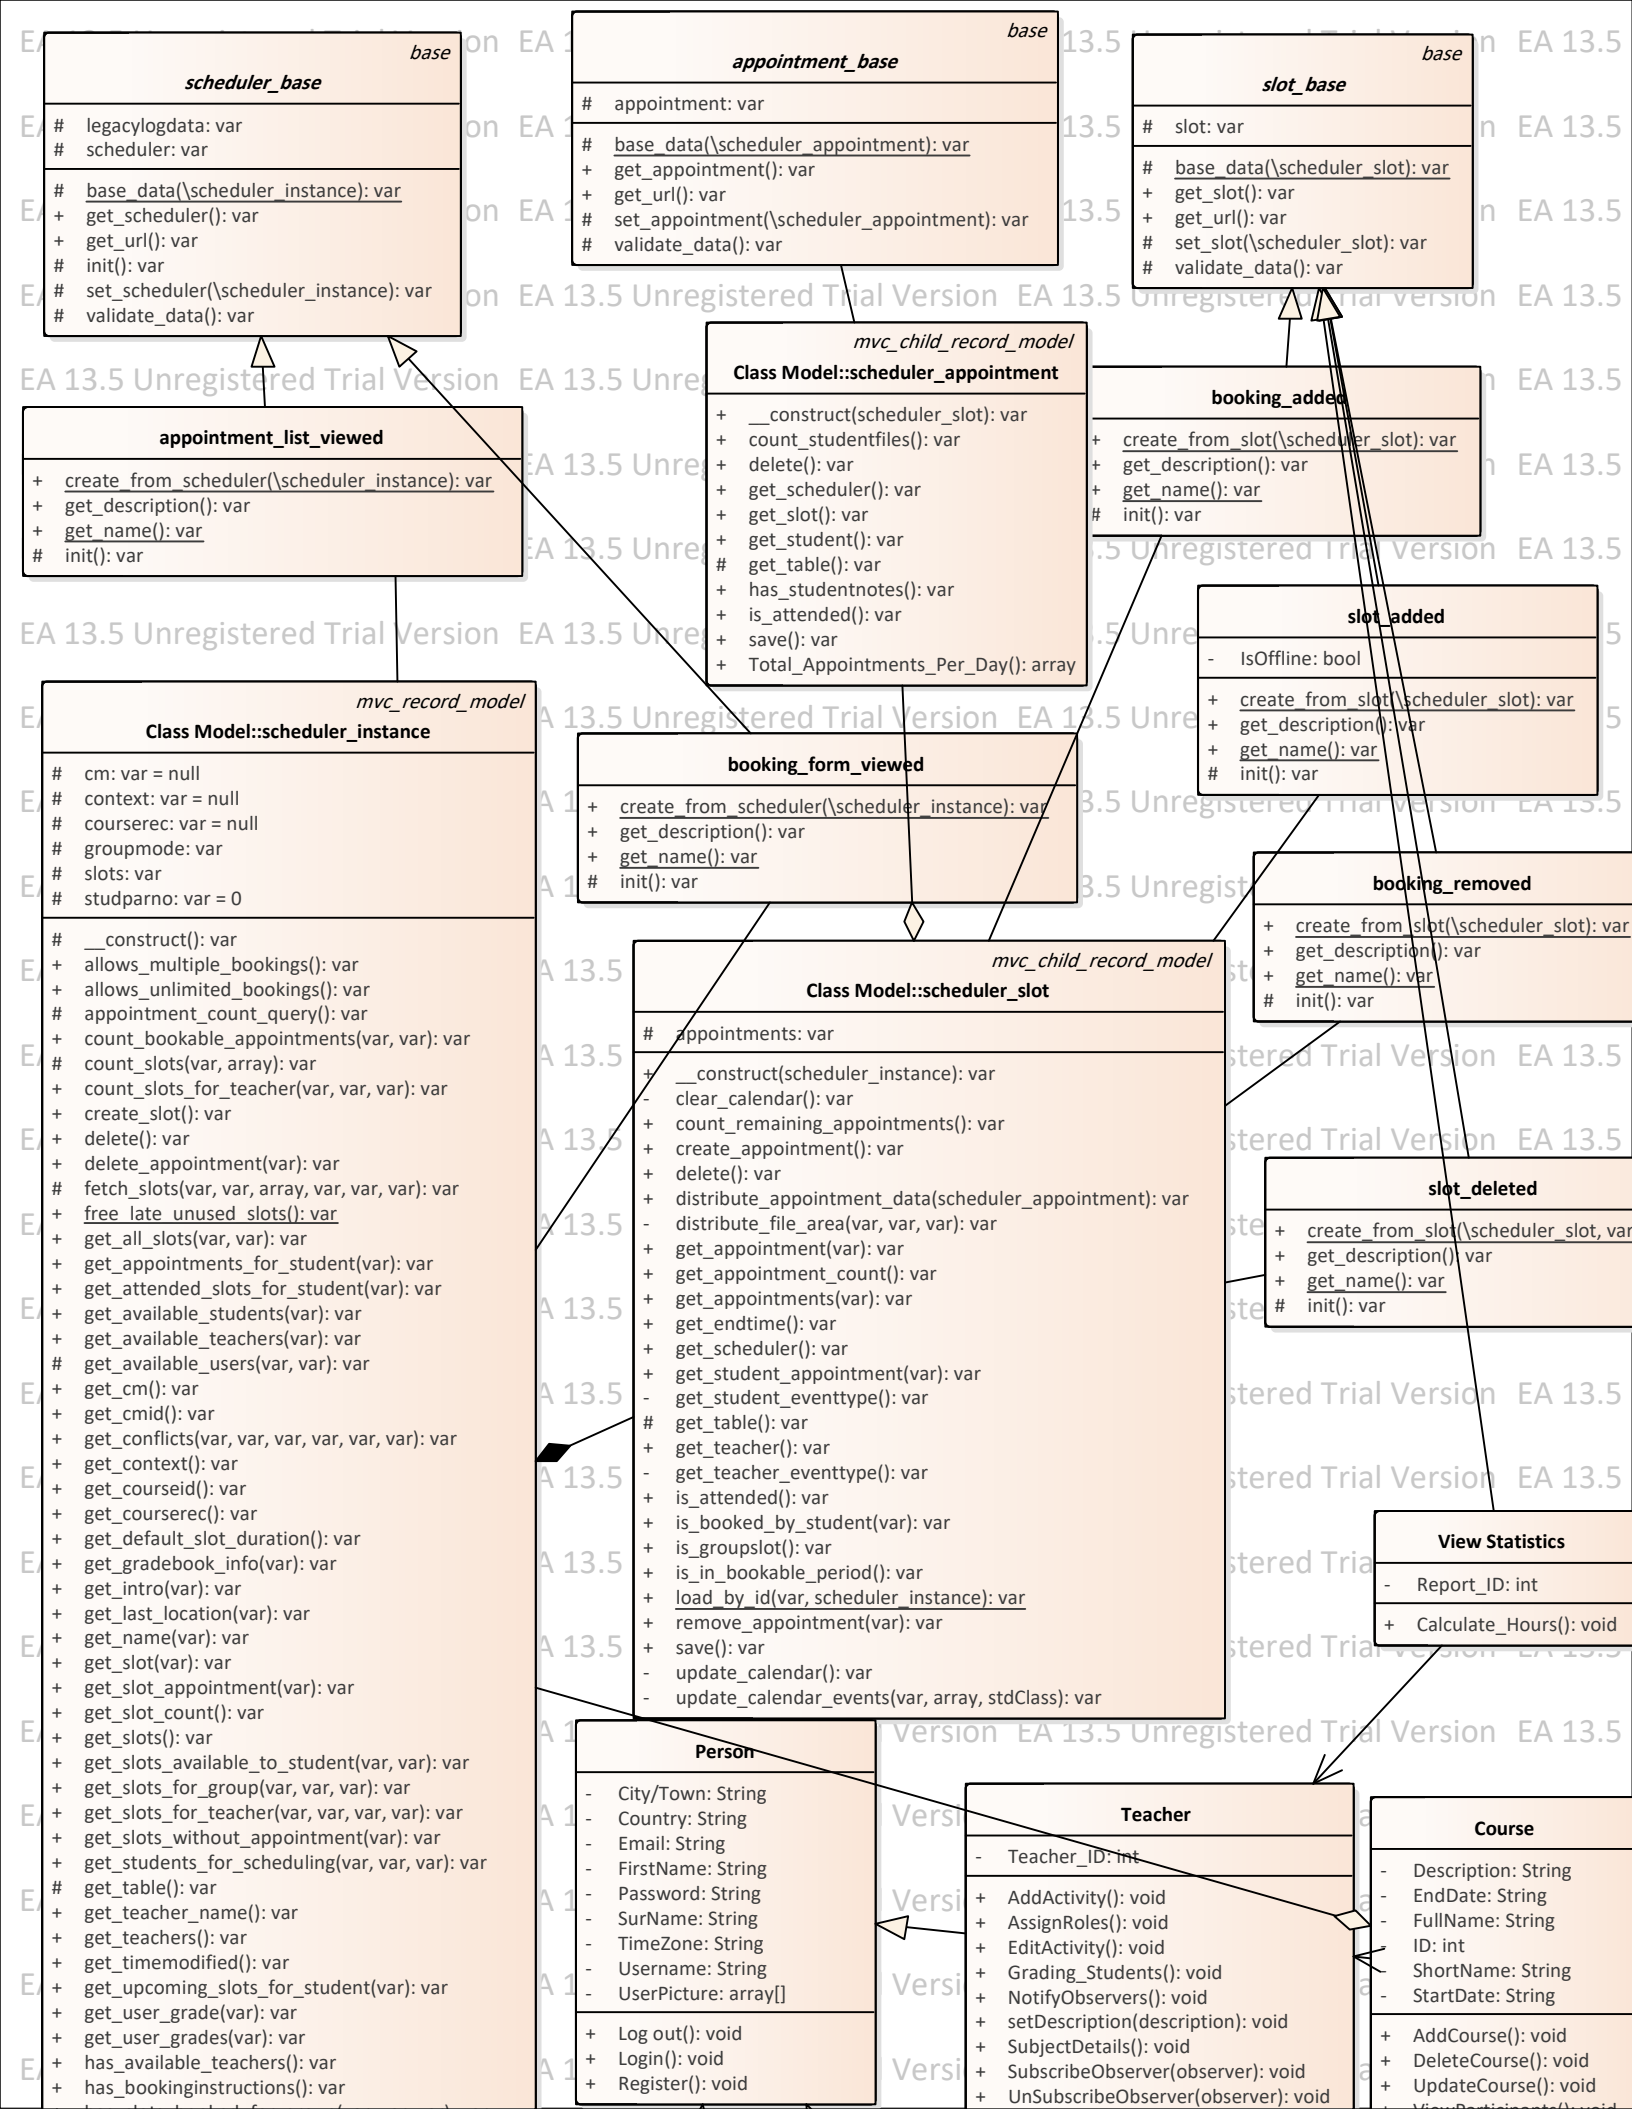 base
scheduler_base
# legacylogdata: var
# scheduler: var
# base_data(\scheduler_instance): var
+ get_scheduler(): var
+ get_url(): var
# init(): var
# set_scheduler(\scheduler_instance): var
# validate_data(): var
base
appointment_base
# appointment: var
# base_data(\scheduler_appointment): var
+ get_appointment(): var
+ get_url(): var
# set_appointment(\scheduler_appointment): var
# validate_data(): var
base
slot_base
# slot: var
# base_data(\scheduler_slot): var
+ get_slot(): var
+ get_url(): var
# set_slot(\scheduler_slot): var
# validate_data(): var
EA 13.5 Unregistered Trial Version EA 13.5 Unregistered Trial Version
appointment_list_viewed
+ create_from_scheduler(\scheduler_instance): var
+ get_description(): var
+ get_name(): var
# init(): var
mvc_child_record_model
Class Model::scheduler_appointment
+ __construct(scheduler_slot): var
+ count_studentfiles(): var
+ delete(): var
+ get_scheduler(): var
+ get_slot(): var
+ get_student(): var
# get_table(): var
+ has_studentnotes(): var
+ is_attended(): var
+ save(): var
+ Total_Appointments_Per_Day(): array
booking_added
+ create_from_slot(\scheduler_slot): var
+ get_description(): var
+ get_name(): var
# init(): var
slot_added
- IsOffline: bool
+ create_from_slot(\scheduler_slot): var
+ get_description(): var
+ get_name(): var
# init(): var
mvc_record_model
Class Model::scheduler_instance
# cm: var = null
# context: var = null
# courserec: var = null
# groupmode: var
# slots: var
# studparno: var = 0
# __construct(): var
+ allows_multiple_bookings(): var
+ allows_unlimited_bookings(): var
# appointment_count_query(): var
+ count_bookable_appointments(var, var): var
# count_slots(var, array): var
+ count_slots_for_teacher(var, var, var): var
+ create_slot(): var
+ delete(): var
+ delete_appointment(var): var
# fetch_slots(var, var, array, var, var, var): var
+ free_late_unused_slots(): var
+ get_all_slots(var, var): var
+ get_appointments_for_student(var): var
+ get_attended_slots_for_student(var): var
+ get_available_students(var): var
+ get_available_teachers(var): var
# get_available_users(var, var): var
+ get_cm(): var
+ get_cmid(): var
+ get_conflicts(var, var, var, var, var, var): var
+ get_context(): var
+ get_courseid(): var
+ get_courserec(): var
+ get_default_slot_duration(): var
+ get_gradebook_info(var): var
+ get_intro(var): var
+ get_last_location(var): var
+ get_name(var): var
+ get_slot(var): var
+ get_slot_appointment(var): var
+ get_slot_count(): var
+ get_slots(): var
+ get_slots_available_to_student(var, var): var
+ get_slots_for_group(var, var, var): var
+ get_slots_for_teacher(var, var, var, var): var
+ get_slots_without_appointment(var): var
+ get_students_for_scheduling(var, var, var): var
# get_table(): var
+ get_teacher_name(): var
+ get_teachers(): var
+ get_timemodified(): var
+ get_upcoming_slots_for_student(var): var
+ get_user_grade(var): var
+ get_user_grades(var): var
+ has_available_teachers(): var
+ has_bookinginstructions(): var
booking_form_viewed
+ create_from_scheduler(\scheduler_instance): var
+ get_description(): var
+ get_name(): var
# init(): var
booking_removed
+ create_from_slot(\scheduler_slot): var
+ get_description(): var
+ get_name(): var
# init(): var
mvc_child_record_model
Class Model::scheduler_slot
# appointments: var
+ __construct(scheduler_instance): var
- clear_calendar(): var
+ count_remaining_appointments(): var
+ create_appointment(): var
+ delete(): var
+ distribute_appointment_data(scheduler_appointment): var
- distribute_file_area(var, var, var): var
+ get_appointment(var): var
+ get_appointment_count(): var
+ get_appointments(var): var
+ get_endtime(): var
+ get_scheduler(): var
+ get_student_appointment(var): var
- get_student_eventtype(): var
# get_table(): var
+ get_teacher(): var
- get_teacher_eventtype(): var
+ is_attended(): var
+ is_booked_by_student(var): var
+ is_groupslot(): var
+ is_in_bookable_period(): var
+ load_by_id(var, scheduler_instance): var
+ remove_appointment(var): var
+ save(): var
- update_calendar(): var
- update_calendar_events(var, array, stdClass): var
slot_deleted
+ create_from_slot(\scheduler_slot, var
+ get_description(): var
+ get_name(): var
# init(): var
View Statistics
- Report_ID: int
+ Calculate_Hours(): void
Person
- City/Town: String
- Country: String
- Email: String
- FirstName: String
- Password: String
- SurName: String
- TimeZone: String
- Username: String
- UserPicture: array[]
+ Log out(): void
+ Login(): void
+ Register(): void
Teacher
- Teacher_ID: int
+ AddActivity(): void
+ AssignRoles(): void
+ EditActivity(): void
+ Grading_Students(): void
+ NotifyObservers(): void
+ setDescription(description): void
+ SubjectDetails(): void
+ SubscribeObserver(observer): void
+ UnSubscribeObserver(observer): void
Course
- Description: String
- EndDate: String
- FullName: String
- ID: int
- ShortName: String
- StartDate: String
+ AddCourse(): void
+ DeleteCourse(): void
+ UpdateCourse(): void